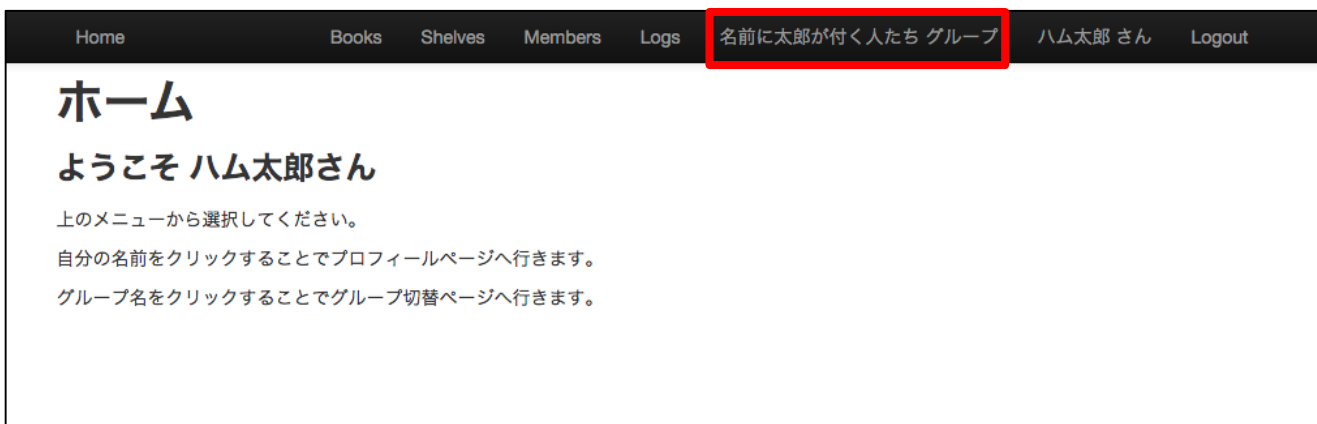 Home Books Shelves Members Logs 名前に太郎が付く人たち グループ ハム太郎 さん Logout
ホーム
ようこそ ハム太郎さん
上のメニューから選択してください。
自分の名前をクリックすることでプロフィールページへ行きます。
グループ名をクリックすることでグループ切替ページへ行きます。